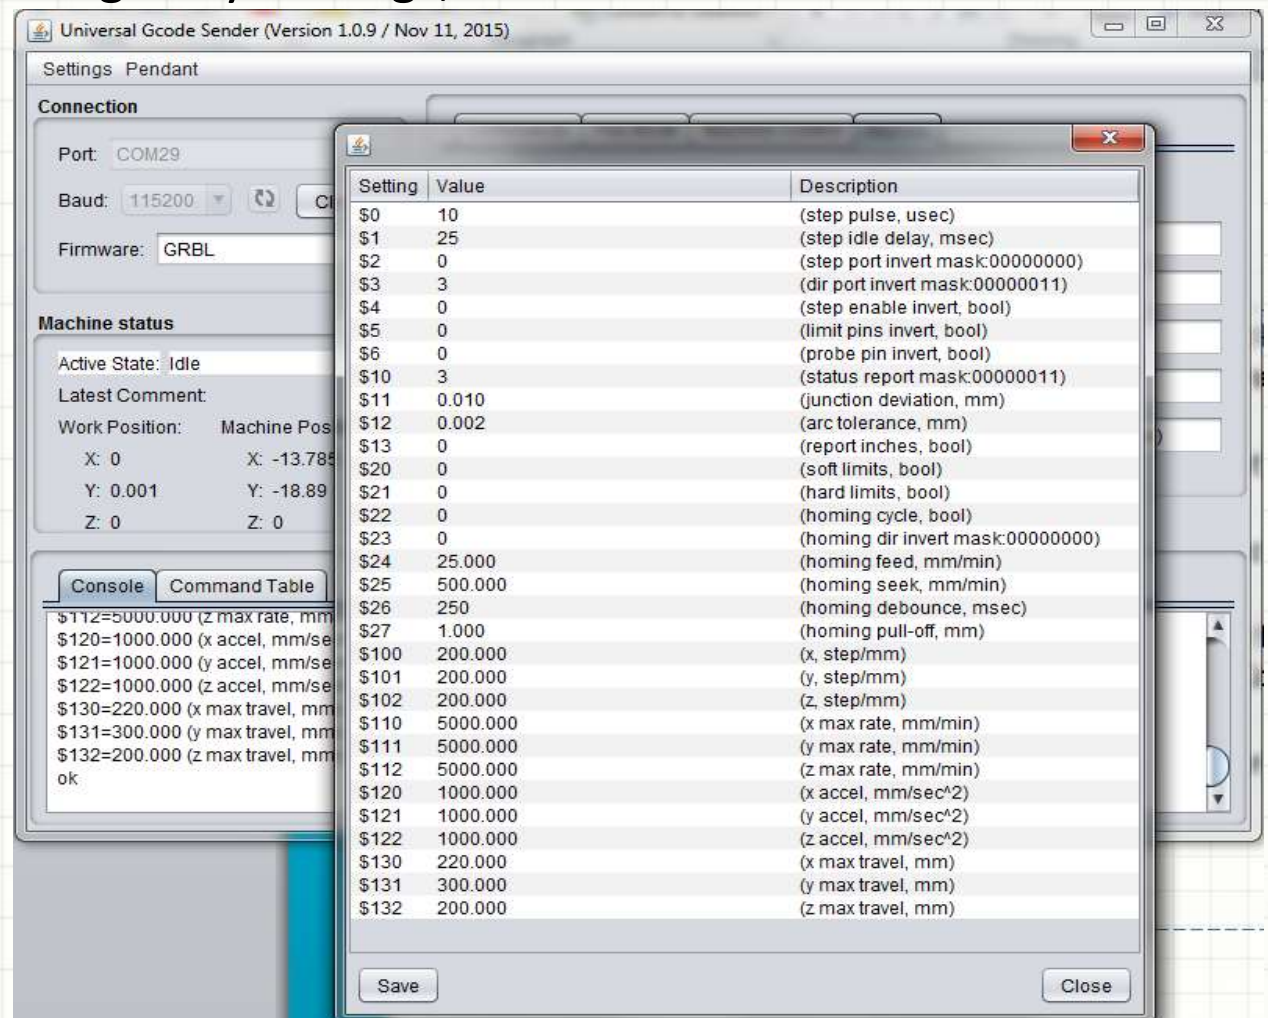 Universal Gcode Sender (Version 1.0.9 / Nov 11, 2015)
Settings Pendant
Connection
Port: COM29
Baud: 115200
Firmware: GRBL
Machine status
Active State: Idle
Latest Comment:
Work Position: Machine Pos
X: 0 X: -13.785
Y: 0.001 Y: -18.89
Z: 0 Z: 0
Console Command Table
$112=5000.000 (z max rate, mm
$120=1000.000 (x accel, mm/se
$121=1000.000 (y accel, mm/se
$122=1000.000 (z accel, mm/se
$130=220.000 (x max travel, mm
$131=300.000 (y max travel, mm
$132=200.000 (z max travel, mm
ok
Setting Value Description
$0 10 (step pulse, usec)
$1 25 (step idle delay, msec)
$2 0 (step port invert mask:00000000)
$3 3 (dir port invert mask:00000011)
$4 0 (step enable invert, bool)
$5 0 (limit pins invert, bool)
$6 0 (probe pin invert, bool)
$10 3 (status report mask:00000011)
$11 0.010 (junction deviation, mm)
$12 0.002 (arc tolerance, mm)
$13 0 (report inches, bool)
$20 0 (soft limits, bool)
$21 0 (hard limits, bool)
$22 0 (homing cycle, bool)
$23 0 (homing dir invert mask:00000000)
$24 25.000 (homing feed, mm/min)
$25 500.000 (homing seek, mm/min)
$26 250 (homing debounce, msec)
$27 1.000 (homing pull-off, mm)
$100 200.000 (x, step/mm)
$101 200.000 (y, step/mm)
$102 200.000 (z, step/mm)
$110 5000.000 (x max rate, mm/min)
$111 5000.000 (y max rate, mm/min)
$112 5000.000 (z max rate, mm/min)
$120 1000.000 (x accel, mm/sec^2)
$121 1000.000 (y accel, mm/sec^2)
$122 1000.000 (z accel, mm/sec^2)
$130 220.000 (x max travel, mm)
$131 300.000 (y max travel, mm)
$132 200.000 (z max travel, mm)
Save Close